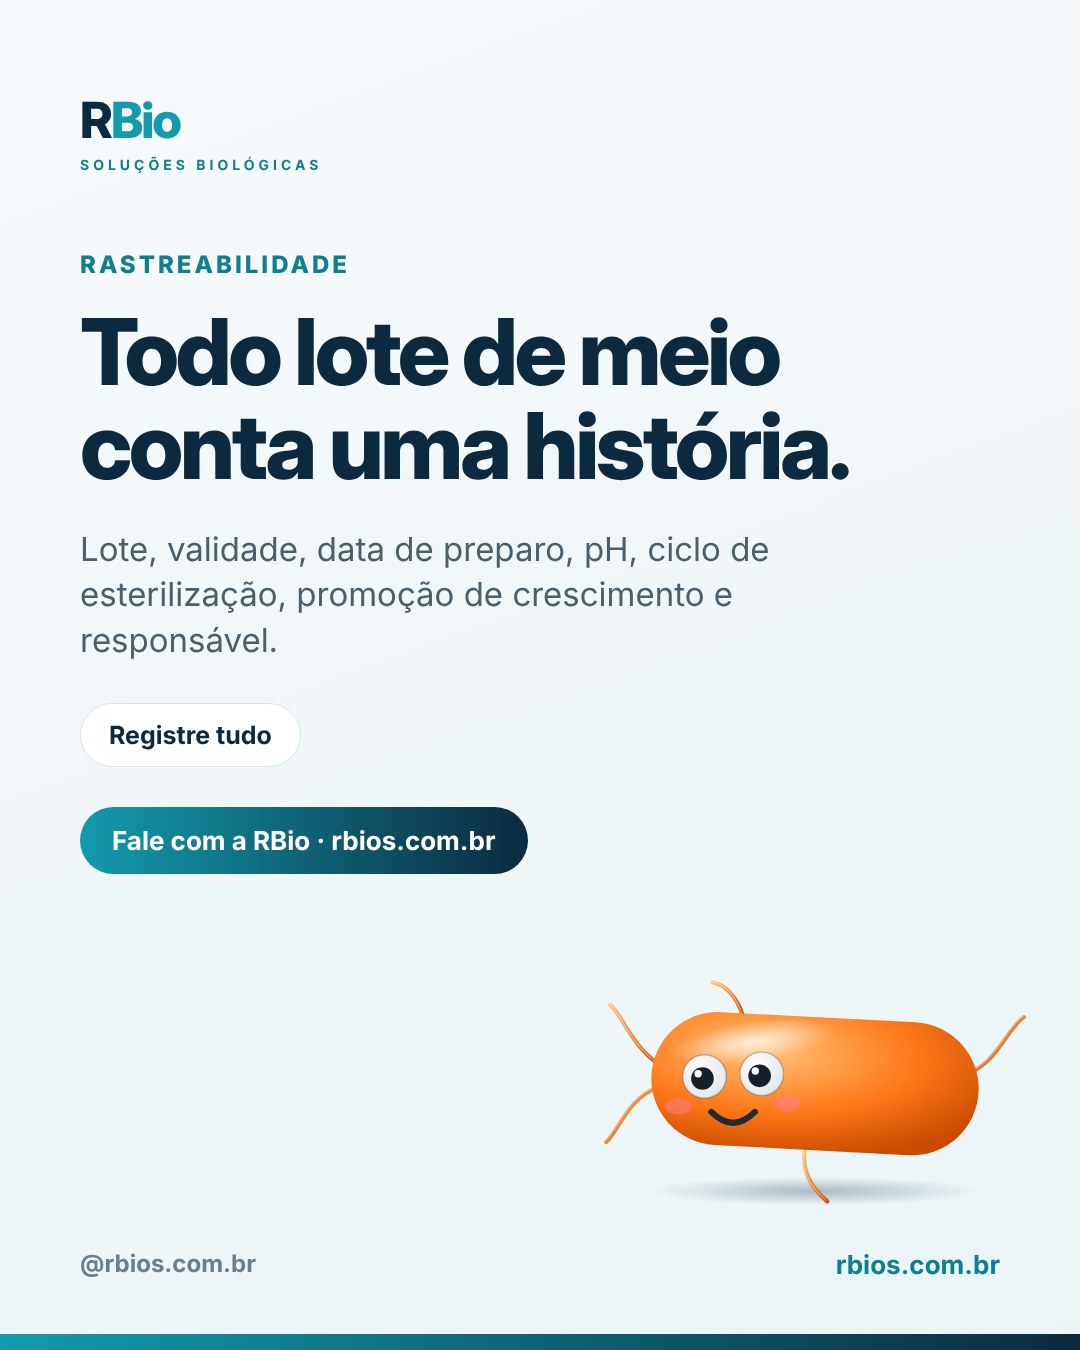 RBio
SOLUÇÕES BIOLÓGICAS
RASTREABILIDADE
Todo lote de meio
conta uma história.
Lote, validade, data de preparo, pH, ciclo de
esterilização, promoção de crescimento e
responsável.
Registre tudo
Fale com a RBio · rbios.com.br
@rbios.com.br
rbios.com.br